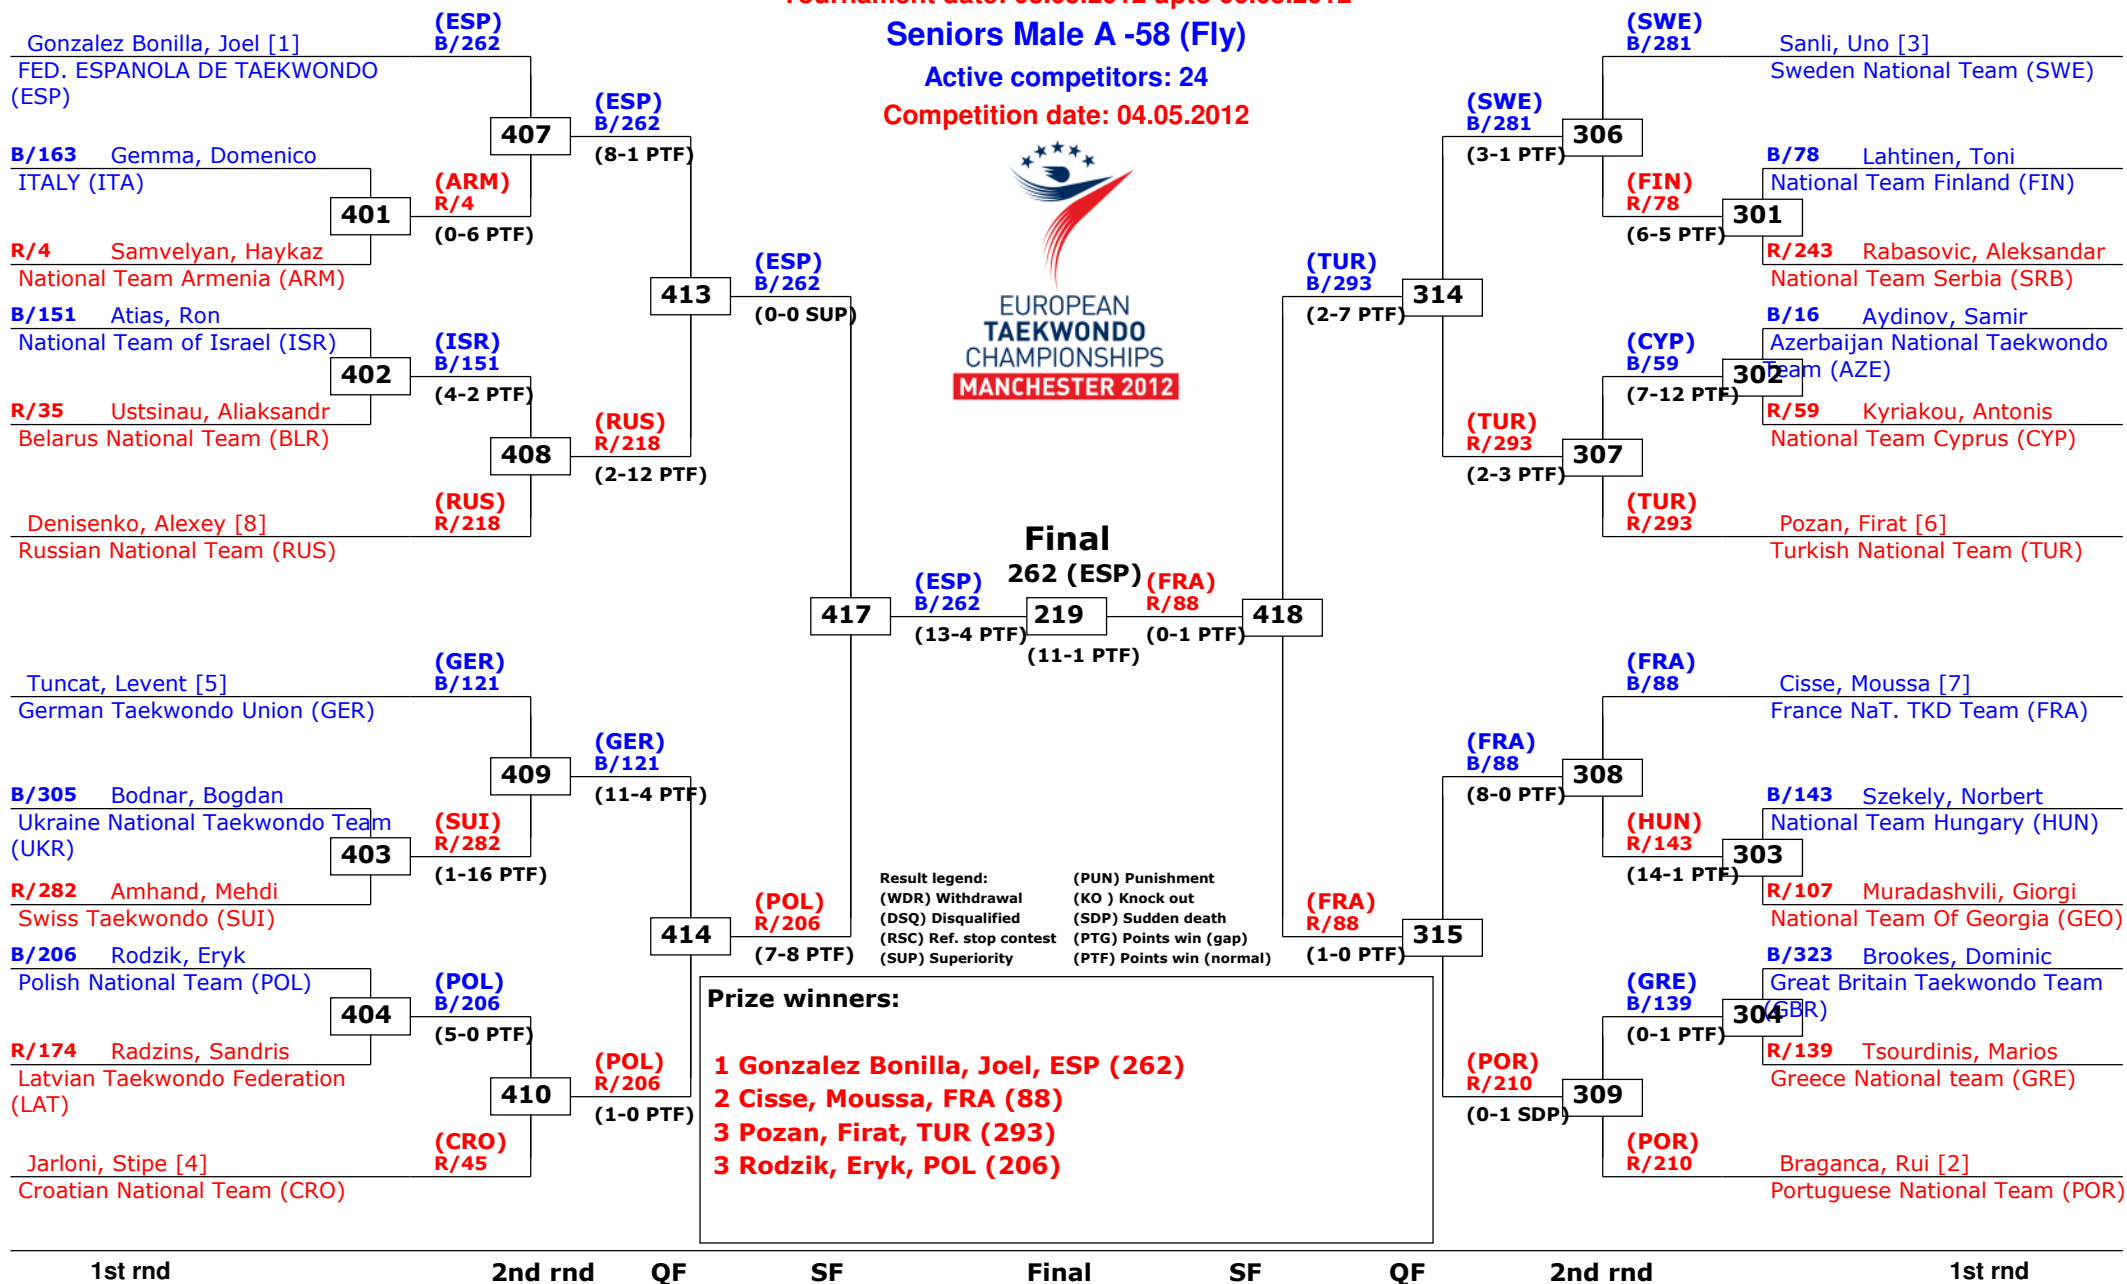 Seniors Male A -58 (Fly)
Active competitors: 24
Competition date: 04.05.2012
EUROPEAN
TAEKWONDO
CHAMPIONSHIPS
MANCHESTER 2012
(ESP)
B/262
Gonzalez Bonilla, Joel [1]
FED. ESPANOLA DE TAEKWONDO
(ESP)
407
(ESP)
B/262
(8-1 PTF)
B/163 Gemma, Domenico
ITALY (ITA)
401
(ARM)
R/4
(0-6 PTF)
R/4 Samvelyan, Haykaz
National Team Armenia (ARM)
413
(ESP)
B/262
(0-0 SUP)
B/151 Atias, Ron
National Team of Israel (ISR)
402
(ISR)
B/151
(4-2 PTF)
R/35 Ustsinau, Aliaksandr
Belarus National Team (BLR)
408
(RUS)
R/218
(2-12 PTF)
(RUS)
R/218
Denisenko, Alexey [8]
Russian National Team (RUS)
417
(ESP)
B/262
(13-4 PTF)
Final
262 (ESP)
219
(11-1 PTF)
(FRA)
R/88
(0-1 PTF)
418
(GER)
B/121
Tuncat, Levent [5]
German Taekwondo Union (GER)
409
(GER)
B/121
(11-4 PTF)
B/305 Bodnar, Bogdan
Ukraine National Taekwondo Team
(UKR)
403
(SUI)
R/282
(1-16 PTF)
R/282 Amhand, Mehdi
Swiss Taekwondo (SUI)
414
(POL)
R/206
(7-8 PTF)
B/206 Rodzik, Eryk
Polish National Team (POL)
404
(POL)
B/206
(5-0 PTF)
R/174 Radzins, Sandris
Latvian Taekwondo Federation
(LAT)
410
(POL)
R/206
(1-0 PTF)
(CRO)
R/45
Jarloni, Stipe [4]
Croatian National Team (CRO)
(SWE)
B/281
Sanli, Uno [3]
Sweden National Team (SWE)
(SWE)
B/281
(3-1 PTF)
306
B/78 Lahtinen, Toni
National Team Finland (FIN)
(FIN)
R/78
(6-5 PTF)
301
R/243 Rabasovic, Aleksandar
National Team Serbia (SRB)
(TUR)
B/293
(2-7 PTF)
314
B/16 Aydinov, Samir
Azerbaijan National Taekwondo
Team (AZE)
(CYP)
B/59
(7-12 PTF)
302
R/59 Kyriakou, Antonis
National Team Cyprus (CYP)
(TUR)
R/293
(2-3 PTF)
307
(TUR)
R/293
Pozan, Firat [6]
Turkish National Team (TUR)
(FRA)
B/88
Cisse, Moussa [7]
France NaT. TKD Team (FRA)
(FRA)
B/88
(8-0 PTF)
308
B/143 Szekely, Norbert
National Team Hungary (HUN)
(HUN)
R/143
(14-1 PTF)
303
R/107 Muradashvili, Giorgi
National Team Of Georgia (GEO)
(FRA)
R/88
(1-0 PTF)
315
B/323 Brookes, Dominic
Great Britain Taekwondo Team
(GBR)
(GRE)
B/139
(0-1 PTF)
304
R/139 Tsourdinis, Marios
Greece National team (GRE)
(POR)
R/210
(0-1 SDP)
309
(POR)
R/210
Braganca, Rui [2]
Portuguese National Team (POR)
Result legend: (PUN) Punishment
(WDR) Withdrawal (KO ) Knock out
(DSQ) Disqualified (SDP) Sudden death
(RSC) Ref. stop contest (PTG) Points win (gap)
(SUP) Superiority (PTF) Points win (normal)
Prize winners:
1 Gonzalez Bonilla, Joel, ESP (262)
2 Cisse, Moussa, FRA (88)
3 Pozan, Firat, TUR (293)
3 Rodzik, Eryk, POL (206)
1st rnd 2nd rnd QF SF Final SF QF 2nd rnd 1st rnd